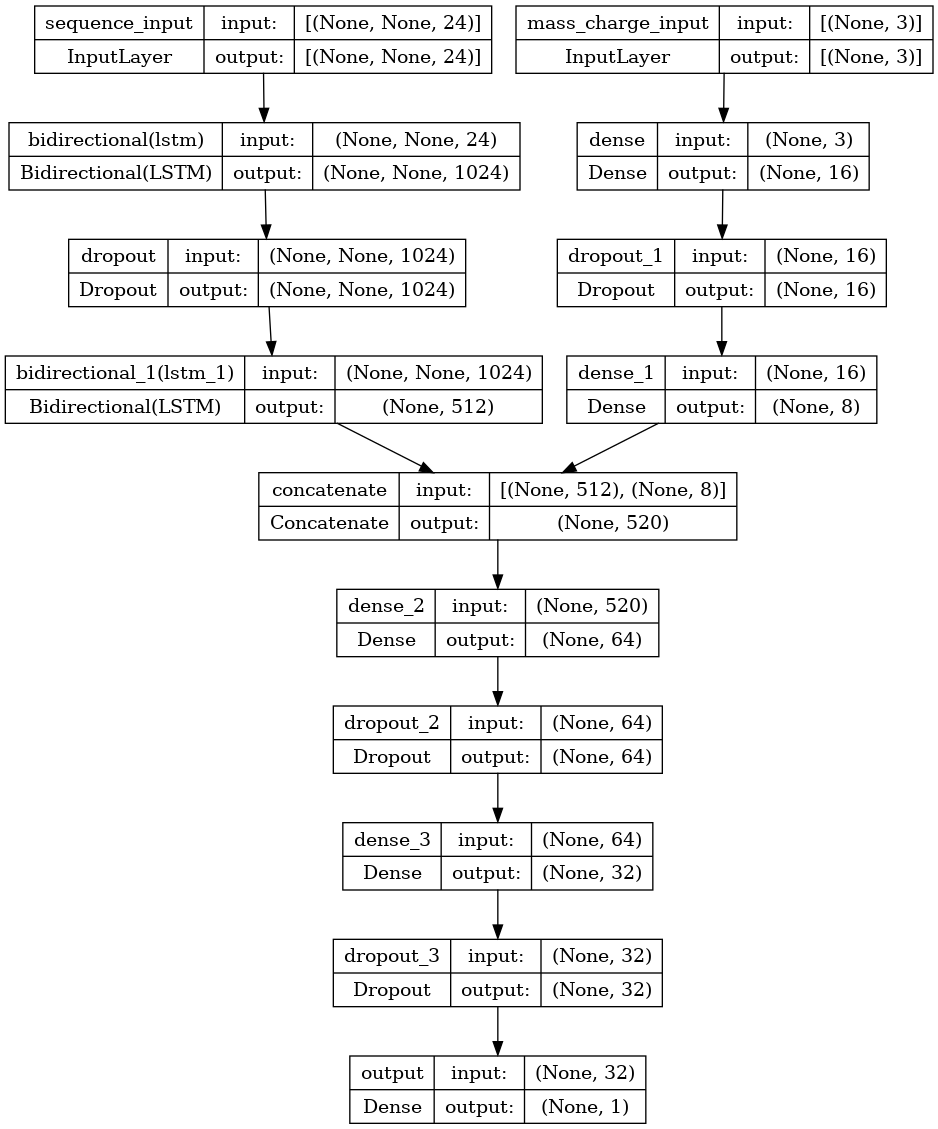 sequence_input input: [(None, None, 24)]
InputLayer output: [(None, None, 24)]
mass_charge_input input: [(None, 3)]
InputLayer output: [(None, 3)]
bidirectional(lstm) input: (None, None, 24)
Bidirectional(LSTM) output: (None, None, 1024)
dense input: (None, 3)
Dense output: (None, 16)
dropout input: (None, None, 1024)
Dropout output: (None, None, 1024)
dropout_1 input: (None, 16)
Dropout output: (None, 16)
bidirectional_1(lstm_1) input: (None, None, 1024)
Bidirectional(LSTM) output: (None, 512)
dense_1 input: (None, 16)
Dense output: (None, 8)
concatenate input: [(None, 512), (None, 8)]
Concatenate output: (None, 520)
dense_2 input: (None, 520)
Dense output: (None, 64)
dropout_2 input: (None, 64)
Dropout output: (None, 64)
dense_3 input: (None, 64)
Dense output: (None, 32)
dropout_3 input: (None, 32)
Dropout output: (None, 32)
output input: (None, 32)
Dense output: (None, 1)